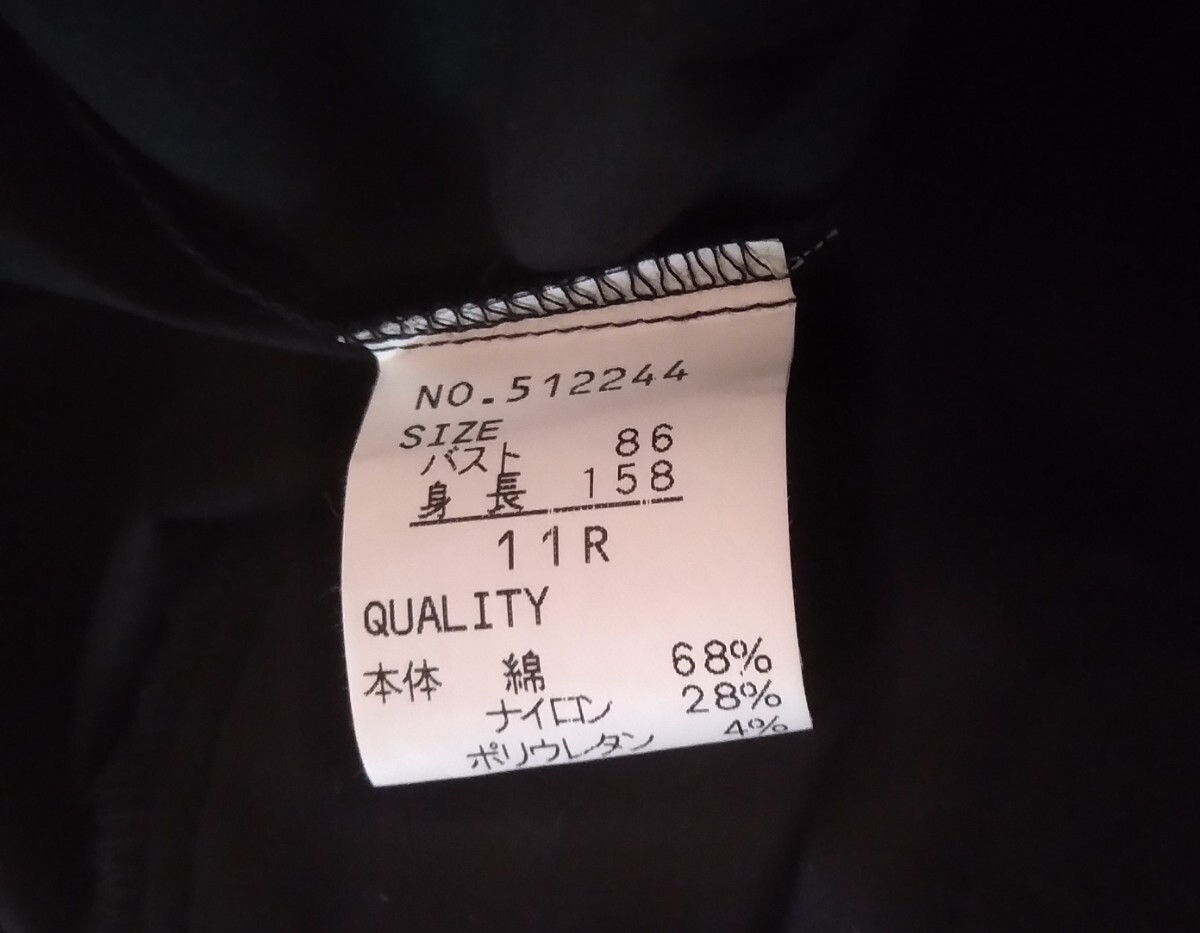 NO.512244
SIZE
バスト 86
身長 158
11R
QUALITY
本体 綿 68%
ナイロン 28%
ポリウレタン 4%